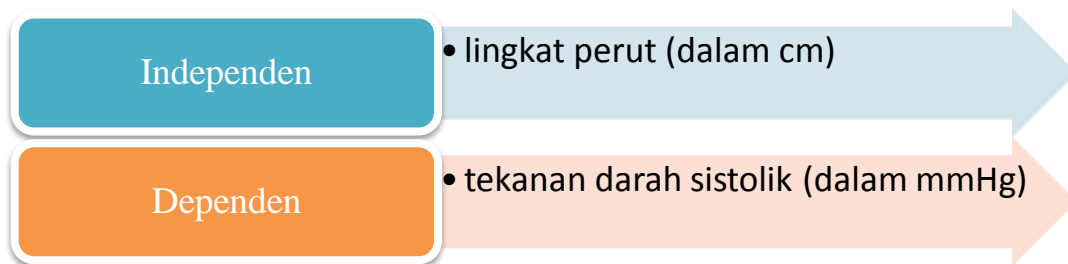 Independen
• lingkat perut (dalam cm)
Dependen
• tekanan darah sistolik (dalam mmHg)